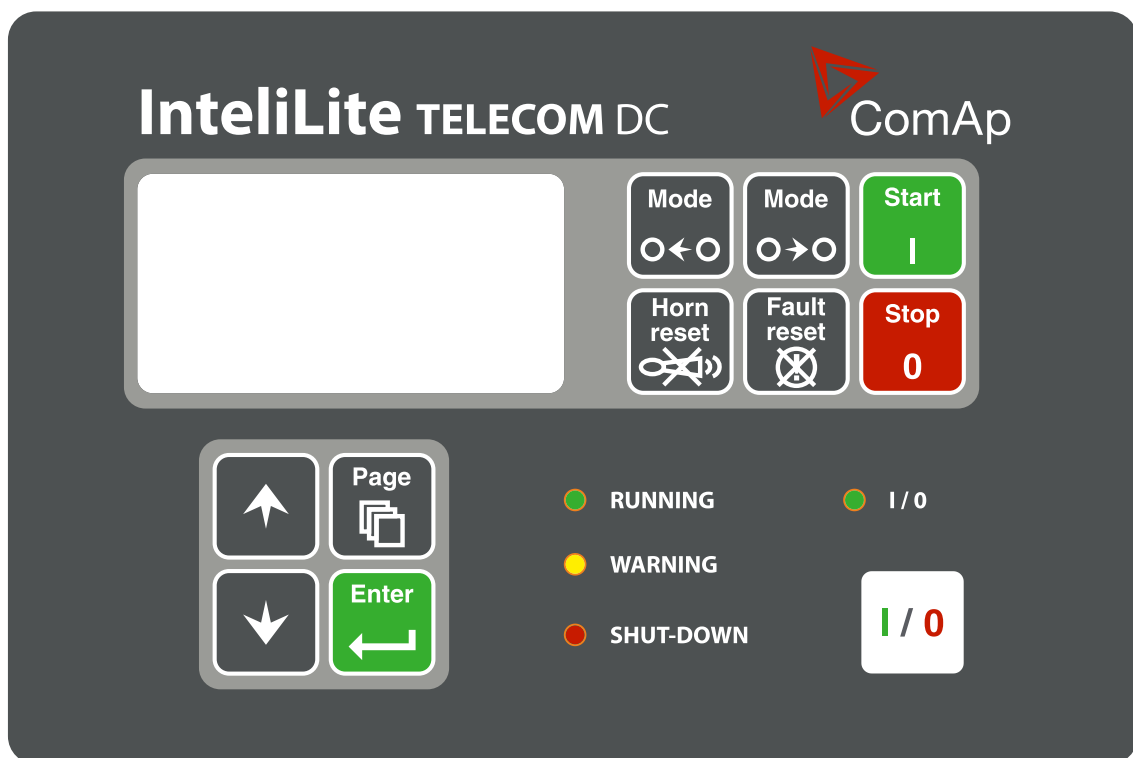 InteliLite TELECOM DC
ComAp
Mode
Mode
Start
I
Horn
reset
Fault
reset
!
Stop
0
Page
Enter
RUNNING
I / 0
WARNING
SHUT-DOWN
I / 0